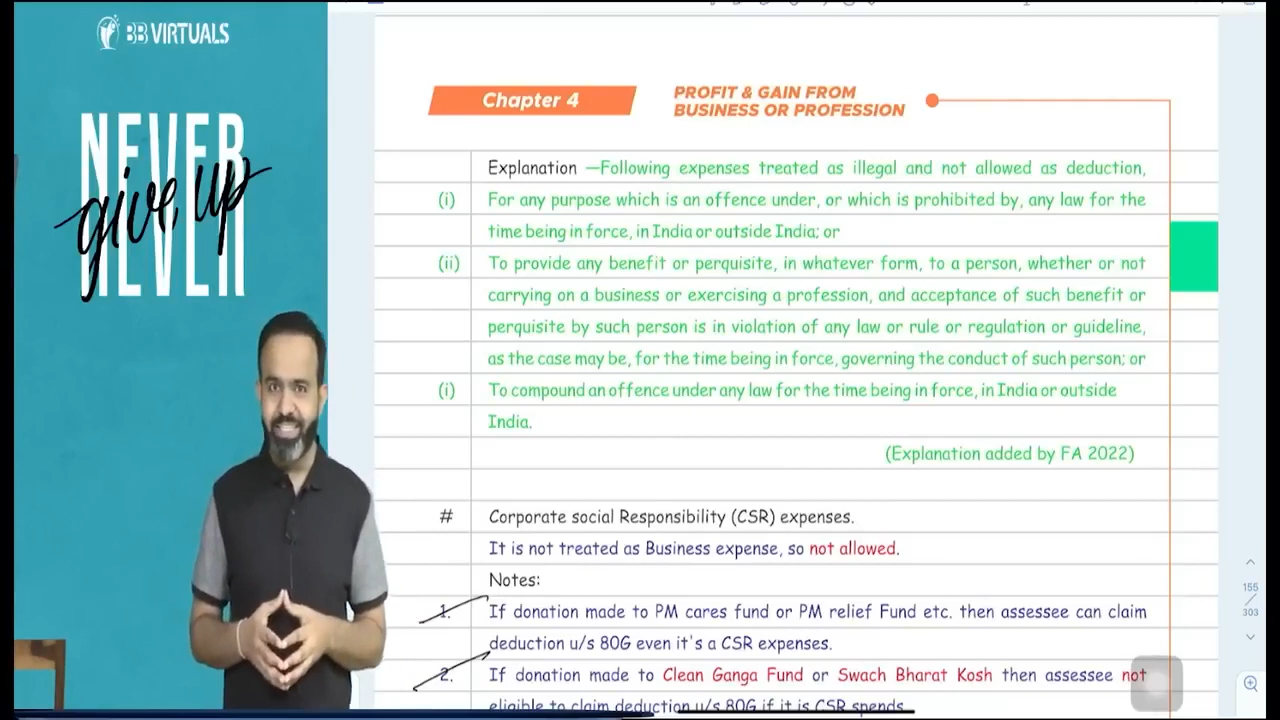 BB VIRTUALS
NEVER
give up
NEVER
Chapter 4
PROFIT & GAIN FROM
BUSINESS OR PROFESSION
Explanation —Following expenses treated as illegal and not allowed as deduction,
(i) For any purpose which is an offence under, or which is prohibited by, any law for the
time being in force, in India or outside India; or
(ii) To provide any benefit or perquisite, in whatever form, to a person, whether or not
carrying on a business or exercising a profession, and acceptance of such benefit or
perquisite by such person is in violation of any law or rule or regulation or guideline,
as the case may be, for the time being in force, governing the conduct of such person; or
(i) To compound an offence under any law for the time being in force, in India or outside
India.
(Explanation added by FA 2022)
# Corporate social Responsibility (CSR) expenses.
It is not treated as Business expense, so not allowed.
Notes:
1. If donation made to PM cares fund or PM relief Fund etc. then assessee can claim
deduction u/s 80G even it's a CSR expenses.
2. If donation made to Clean Ganga Fund or Swach Bharat Kosh then assessee not
eligible to claim deduction u/s 80G if it is CSR spends.
155
303